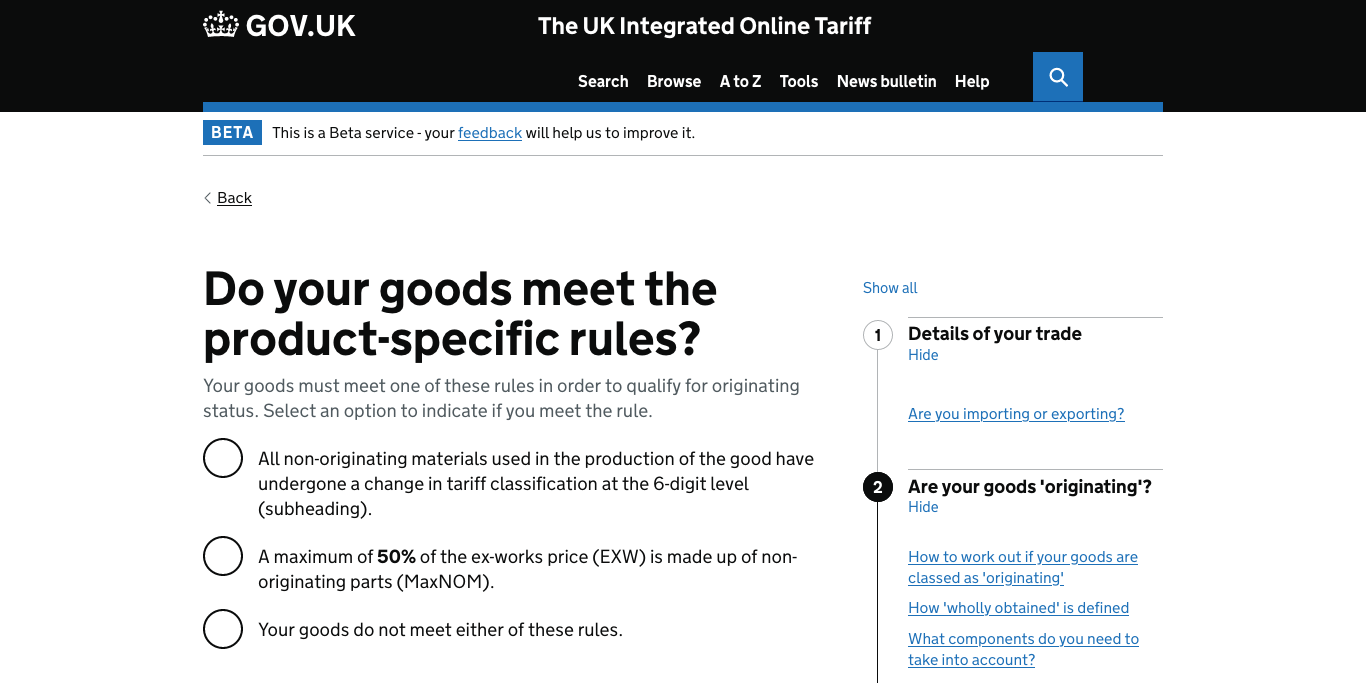 GOV.UK
The UK Integrated Online Tariff
Search Browse A to Z Tools News bulletin Help
BETA This is a Beta service - your feedback will help us to improve it.
Back
Do your goods meet the
product-specific rules?
Your goods must meet one of these rules in order to qualify for originating
status. Select an option to indicate if you meet the rule.
All non-originating materials used in the production of the good have
undergone a change in tariff classification at the 6-digit level
(subheading).
A maximum of 50% of the ex-works price (EXW) is made up of non-
originating parts (MaxNOM).
Your goods do not meet either of these rules.
Show all
1 Details of your trade
Hide
Are you importing or exporting?
2 Are your goods 'originating'?
Hide
How to work out if your goods are
classed as 'originating'
How 'wholly obtained' is defined
What components do you need to
take into account?